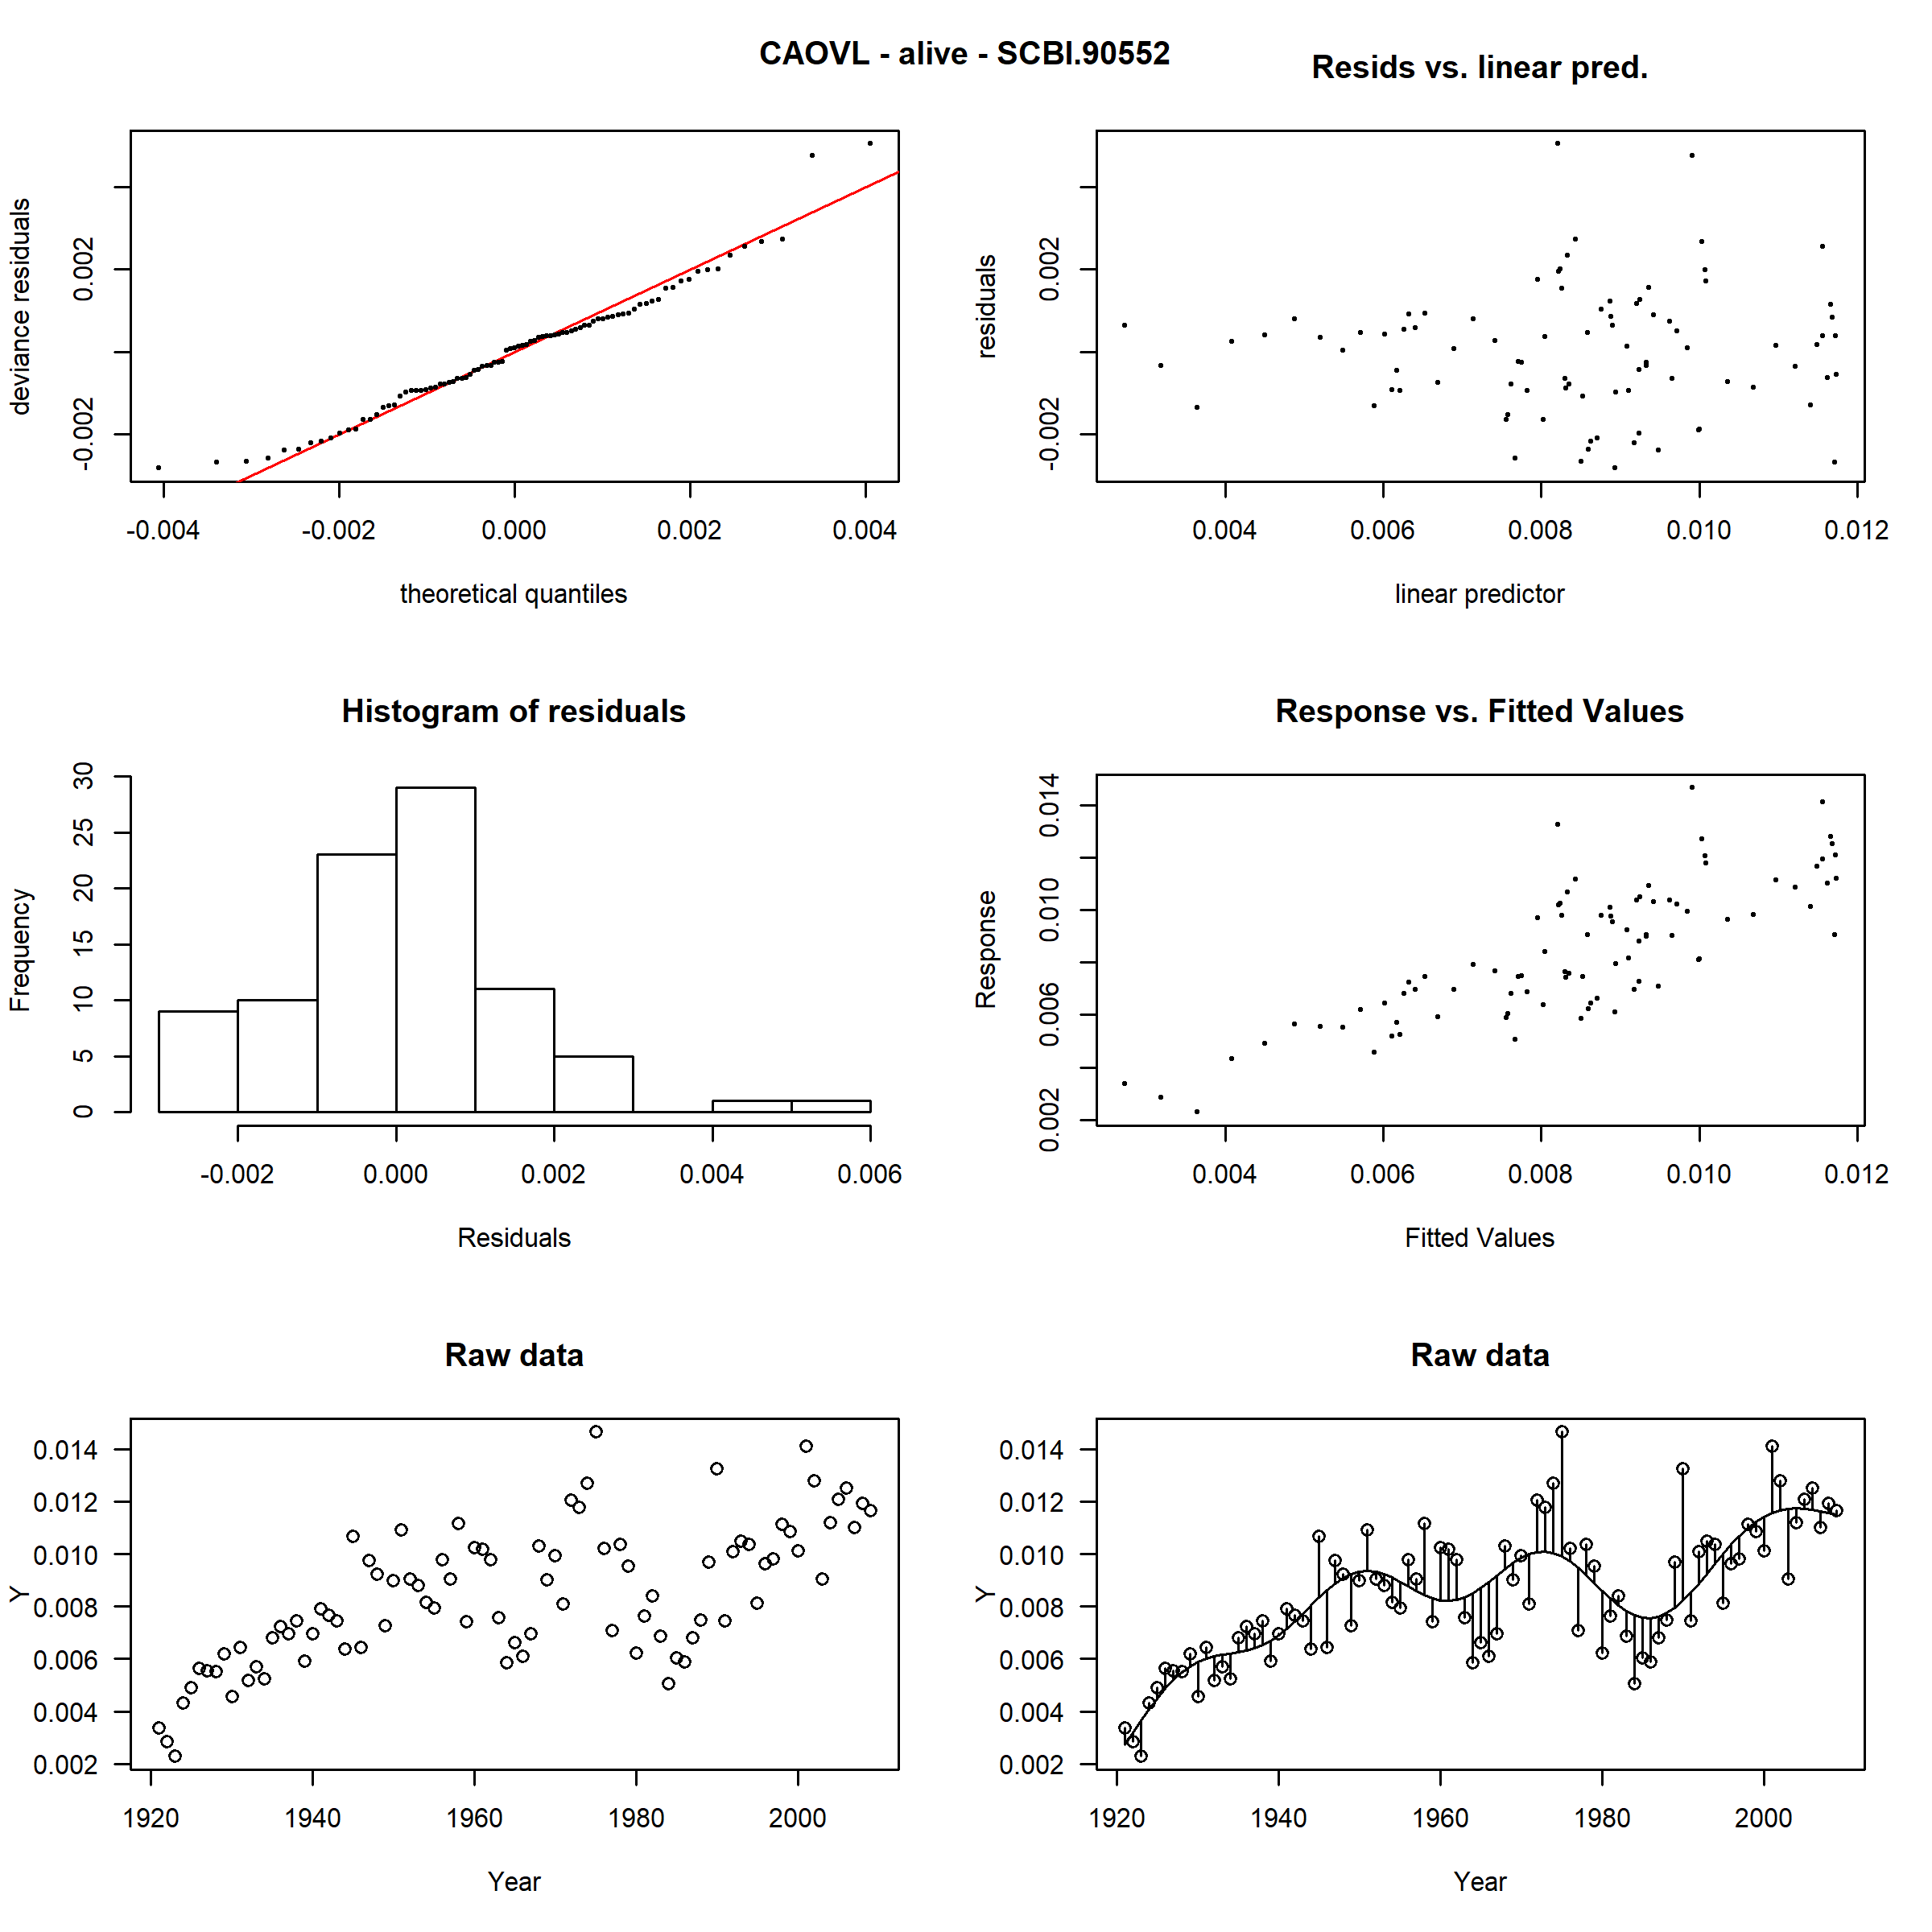 CAOVL - alive - SCBI.90552
Resids vs. linear pred.
deviance residuals
-0.002 0.002
-0.004 -0.002 0.000 0.002 0.004
theoretical quantiles
residuals
-0.002 0.002
0.004 0.006 0.008 0.010 0.012
linear predictor
Histogram of residuals
Frequency
0 5 10 15 20 25 30
-0.002 0.000 0.002 0.004 0.006
Residuals
Response vs. Fitted Values
Response
0.002 0.006 0.010 0.014
0.004 0.006 0.008 0.010 0.012
Fitted Values
Raw data
Y
0.014
0.012
0.010
0.008
0.006
0.004
0.002
1920 1940 1960 1980 2000
Year
Raw data
Y
0.014
0.012
0.010
0.008
0.006
0.004
0.002
1920 1940 1960 1980 2000
Year